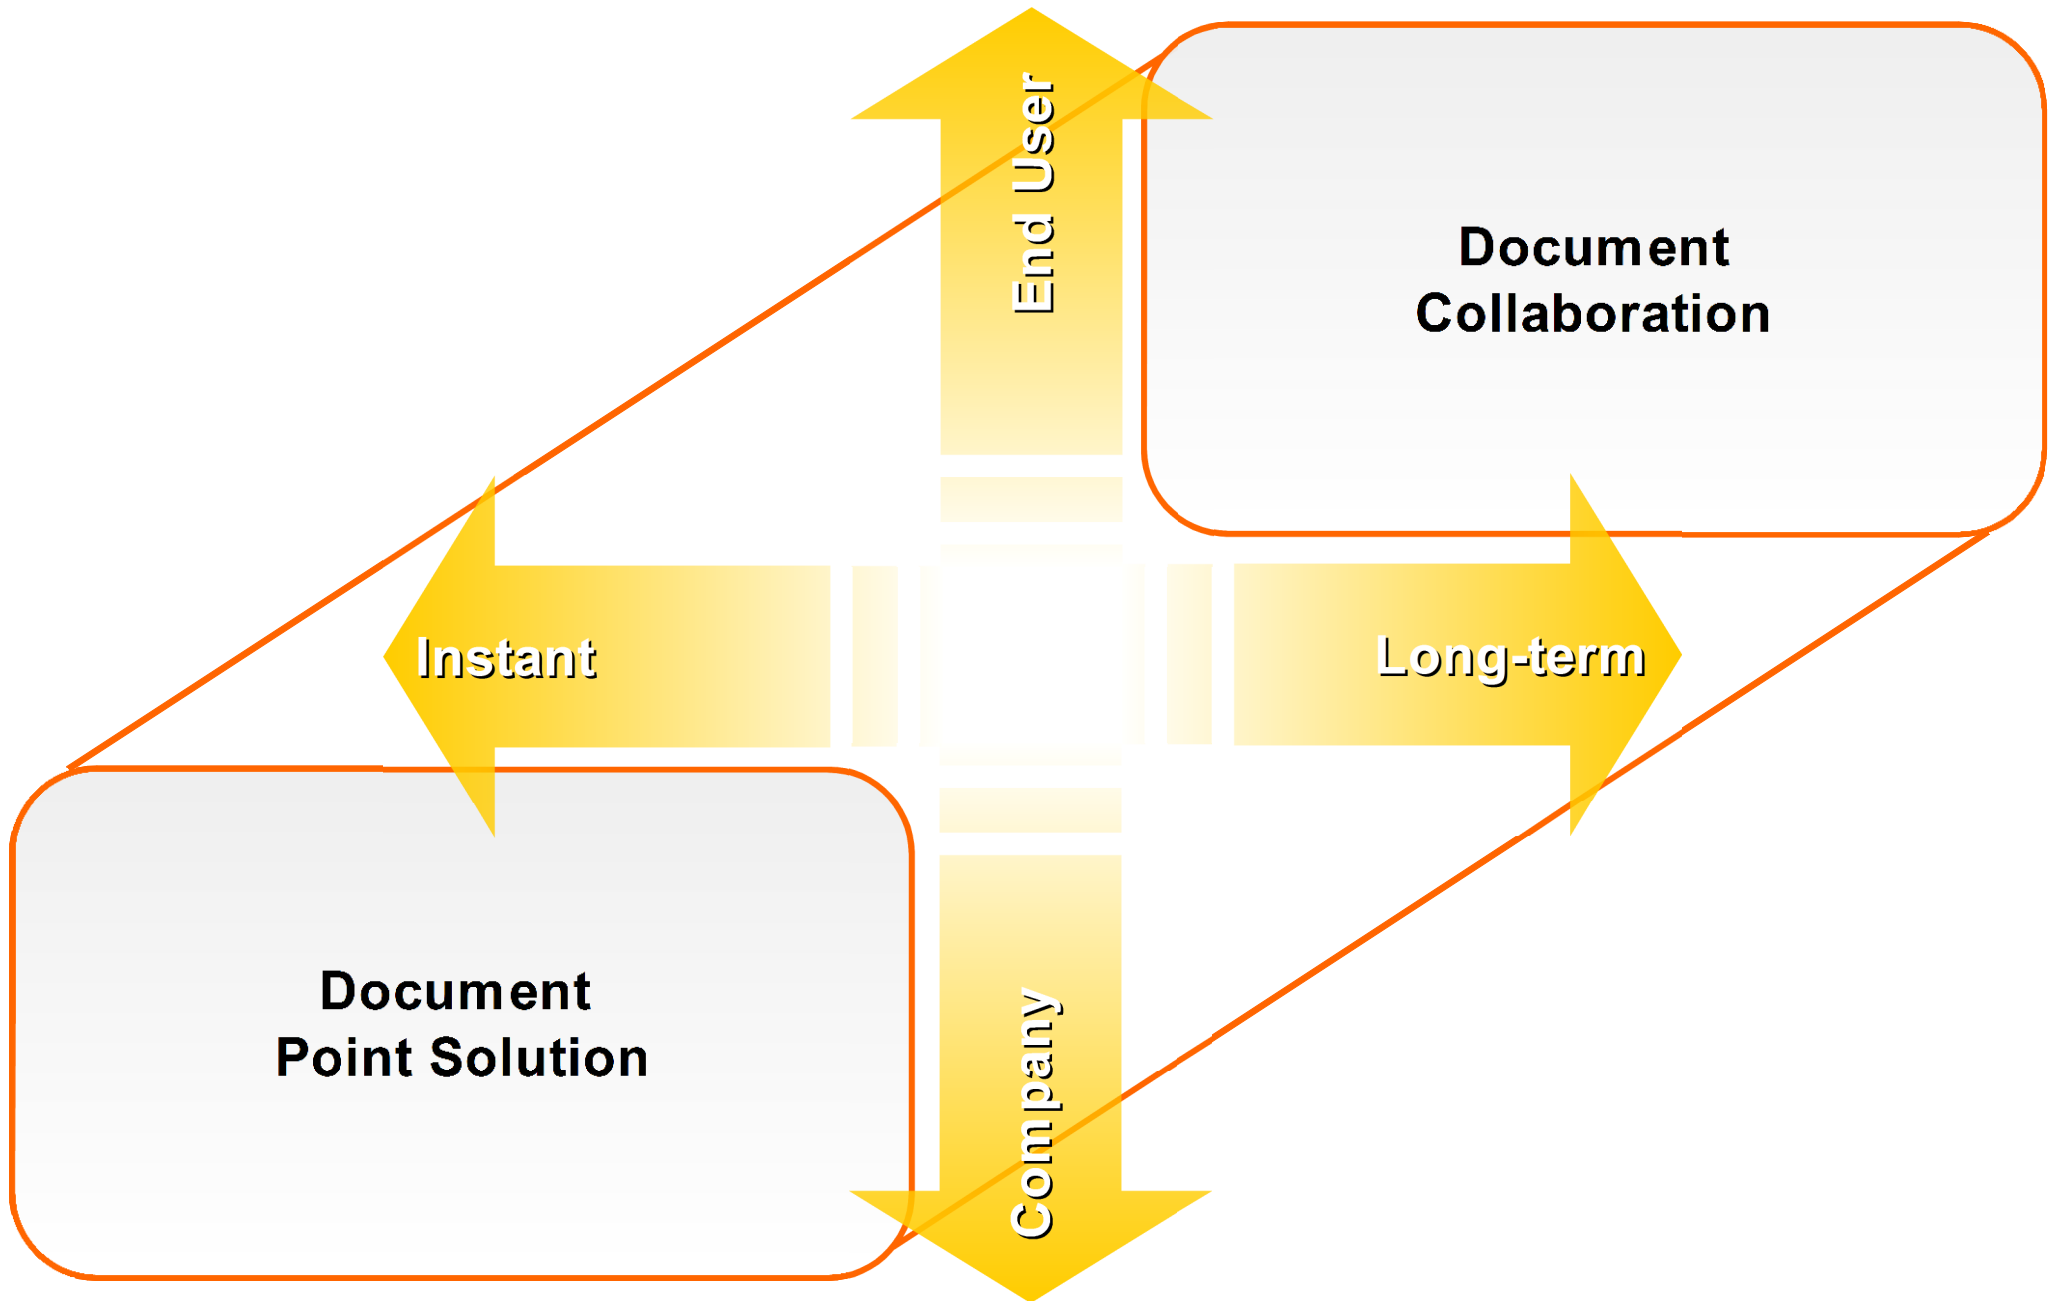 End User
Document
Collaboration
Instant
Long-term
Document
Point Solution
Company